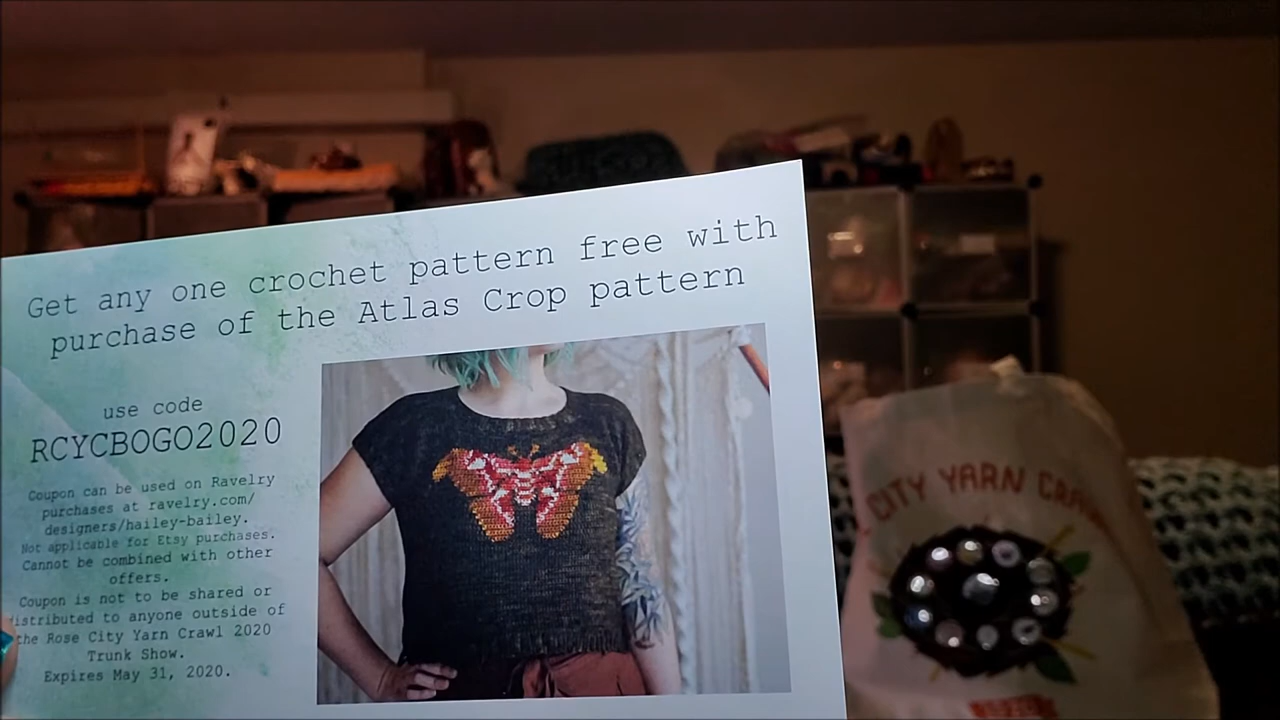 Get any one crochet pattern free with
purchase of the Atlas Crop pattern
use code
RCYCBOGO2020
Coupon can be used on Ravelry
purchases at ravelry.com/
designers/hailey-bailey.
Not applicable for Etsy purchases.
Cannot be combined with other
offers.
Coupon is not to be shared or
istributed to anyone outside of
the Rose City Yarn Crawl 2020
Trunk Show.
Expires May 31, 2020.
CITY YARN CRA